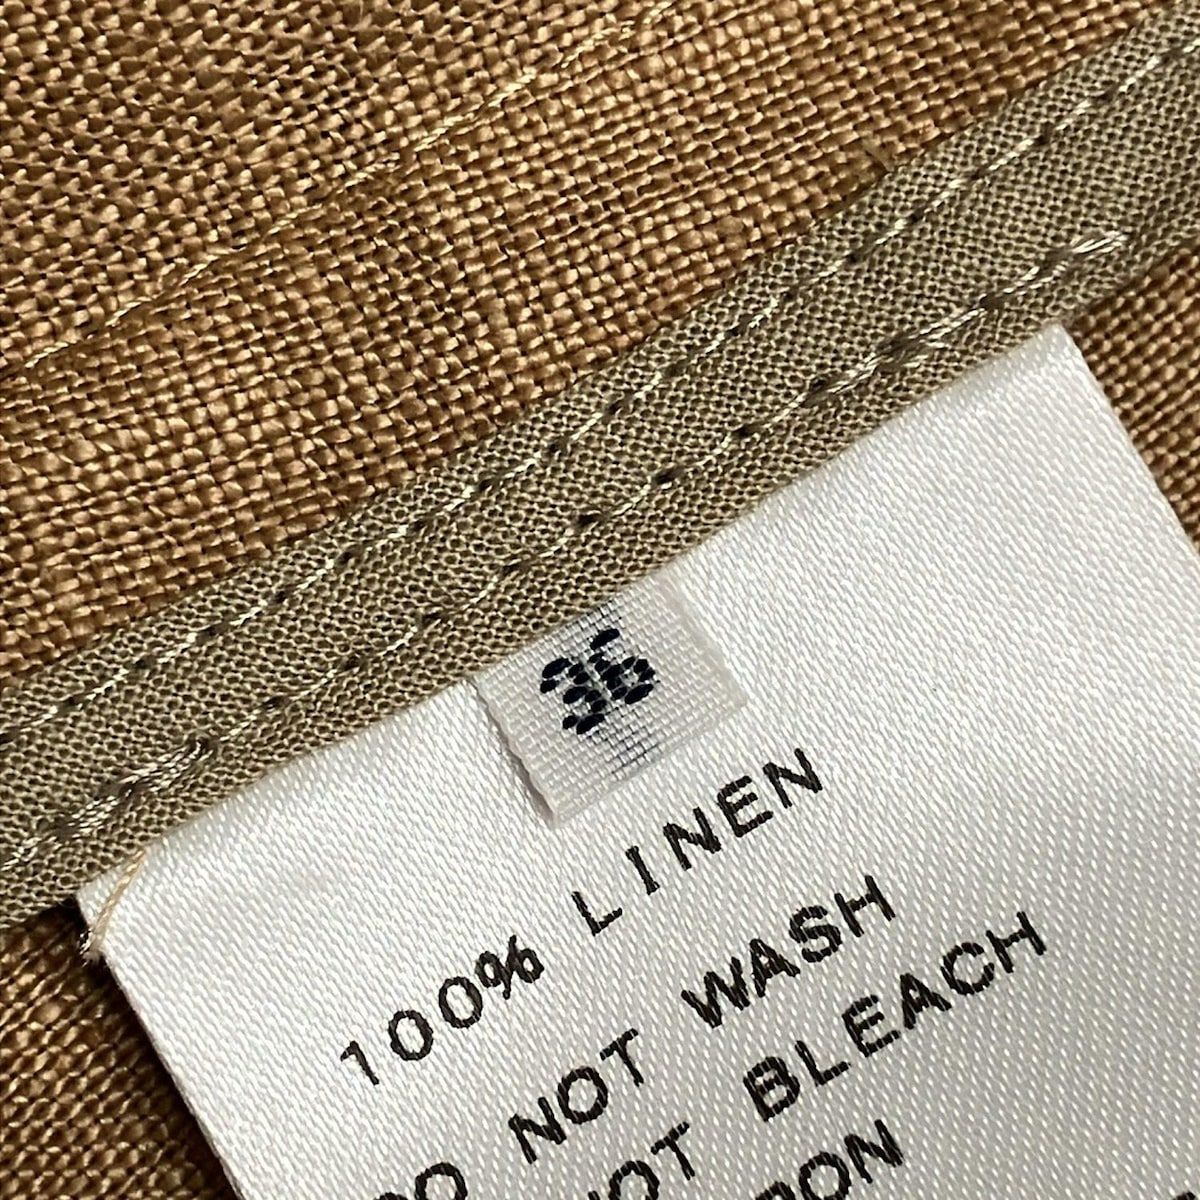 36
100% LINEN
DO NOT WASH
NOT BLEACH